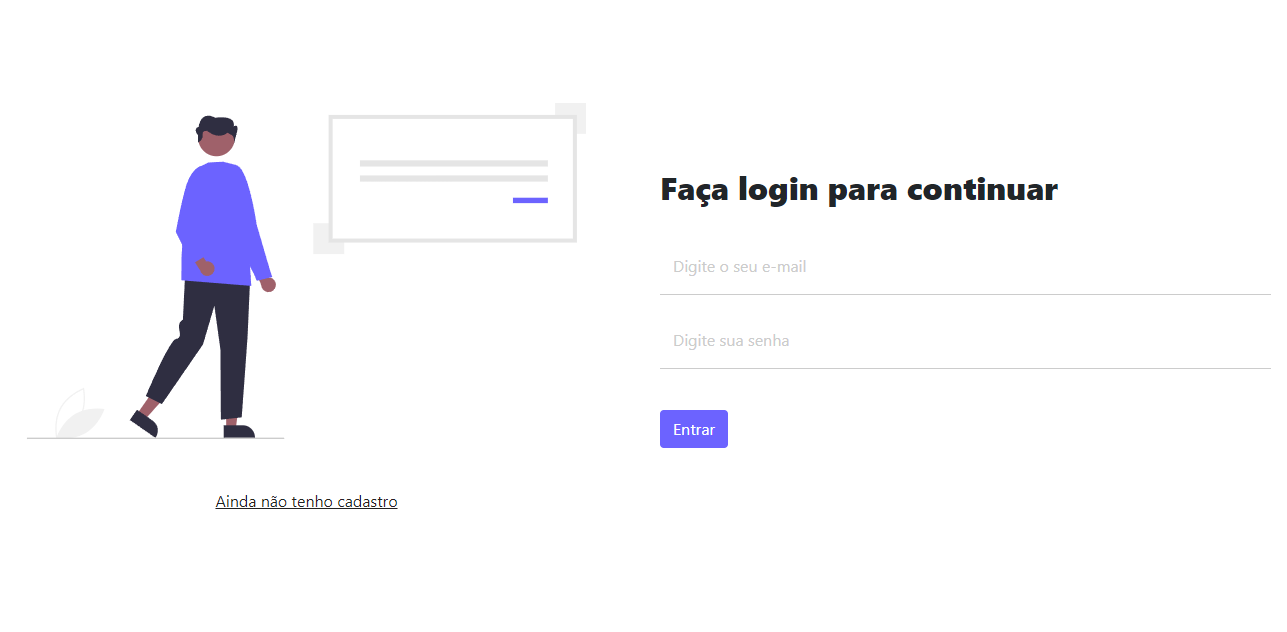 Faça login para continuar
Digite o seu e-mail
Digite sua senha
Entrar
Ainda não tenho cadastro